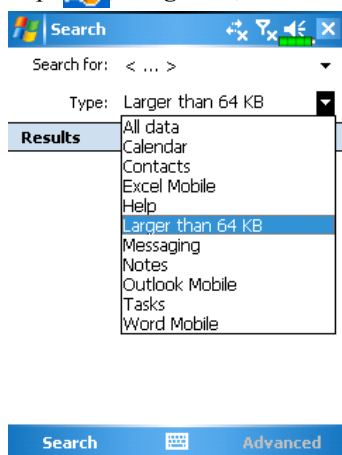 Search
Search for: < ... >
Type: Larger than 64 KB
Results
All data
Calendar
Contacts
Excel Mobile
Help
Larger than 64 KB
Messaging
Notes
Outlook Mobile
Tasks
Word Mobile
Search Advanced